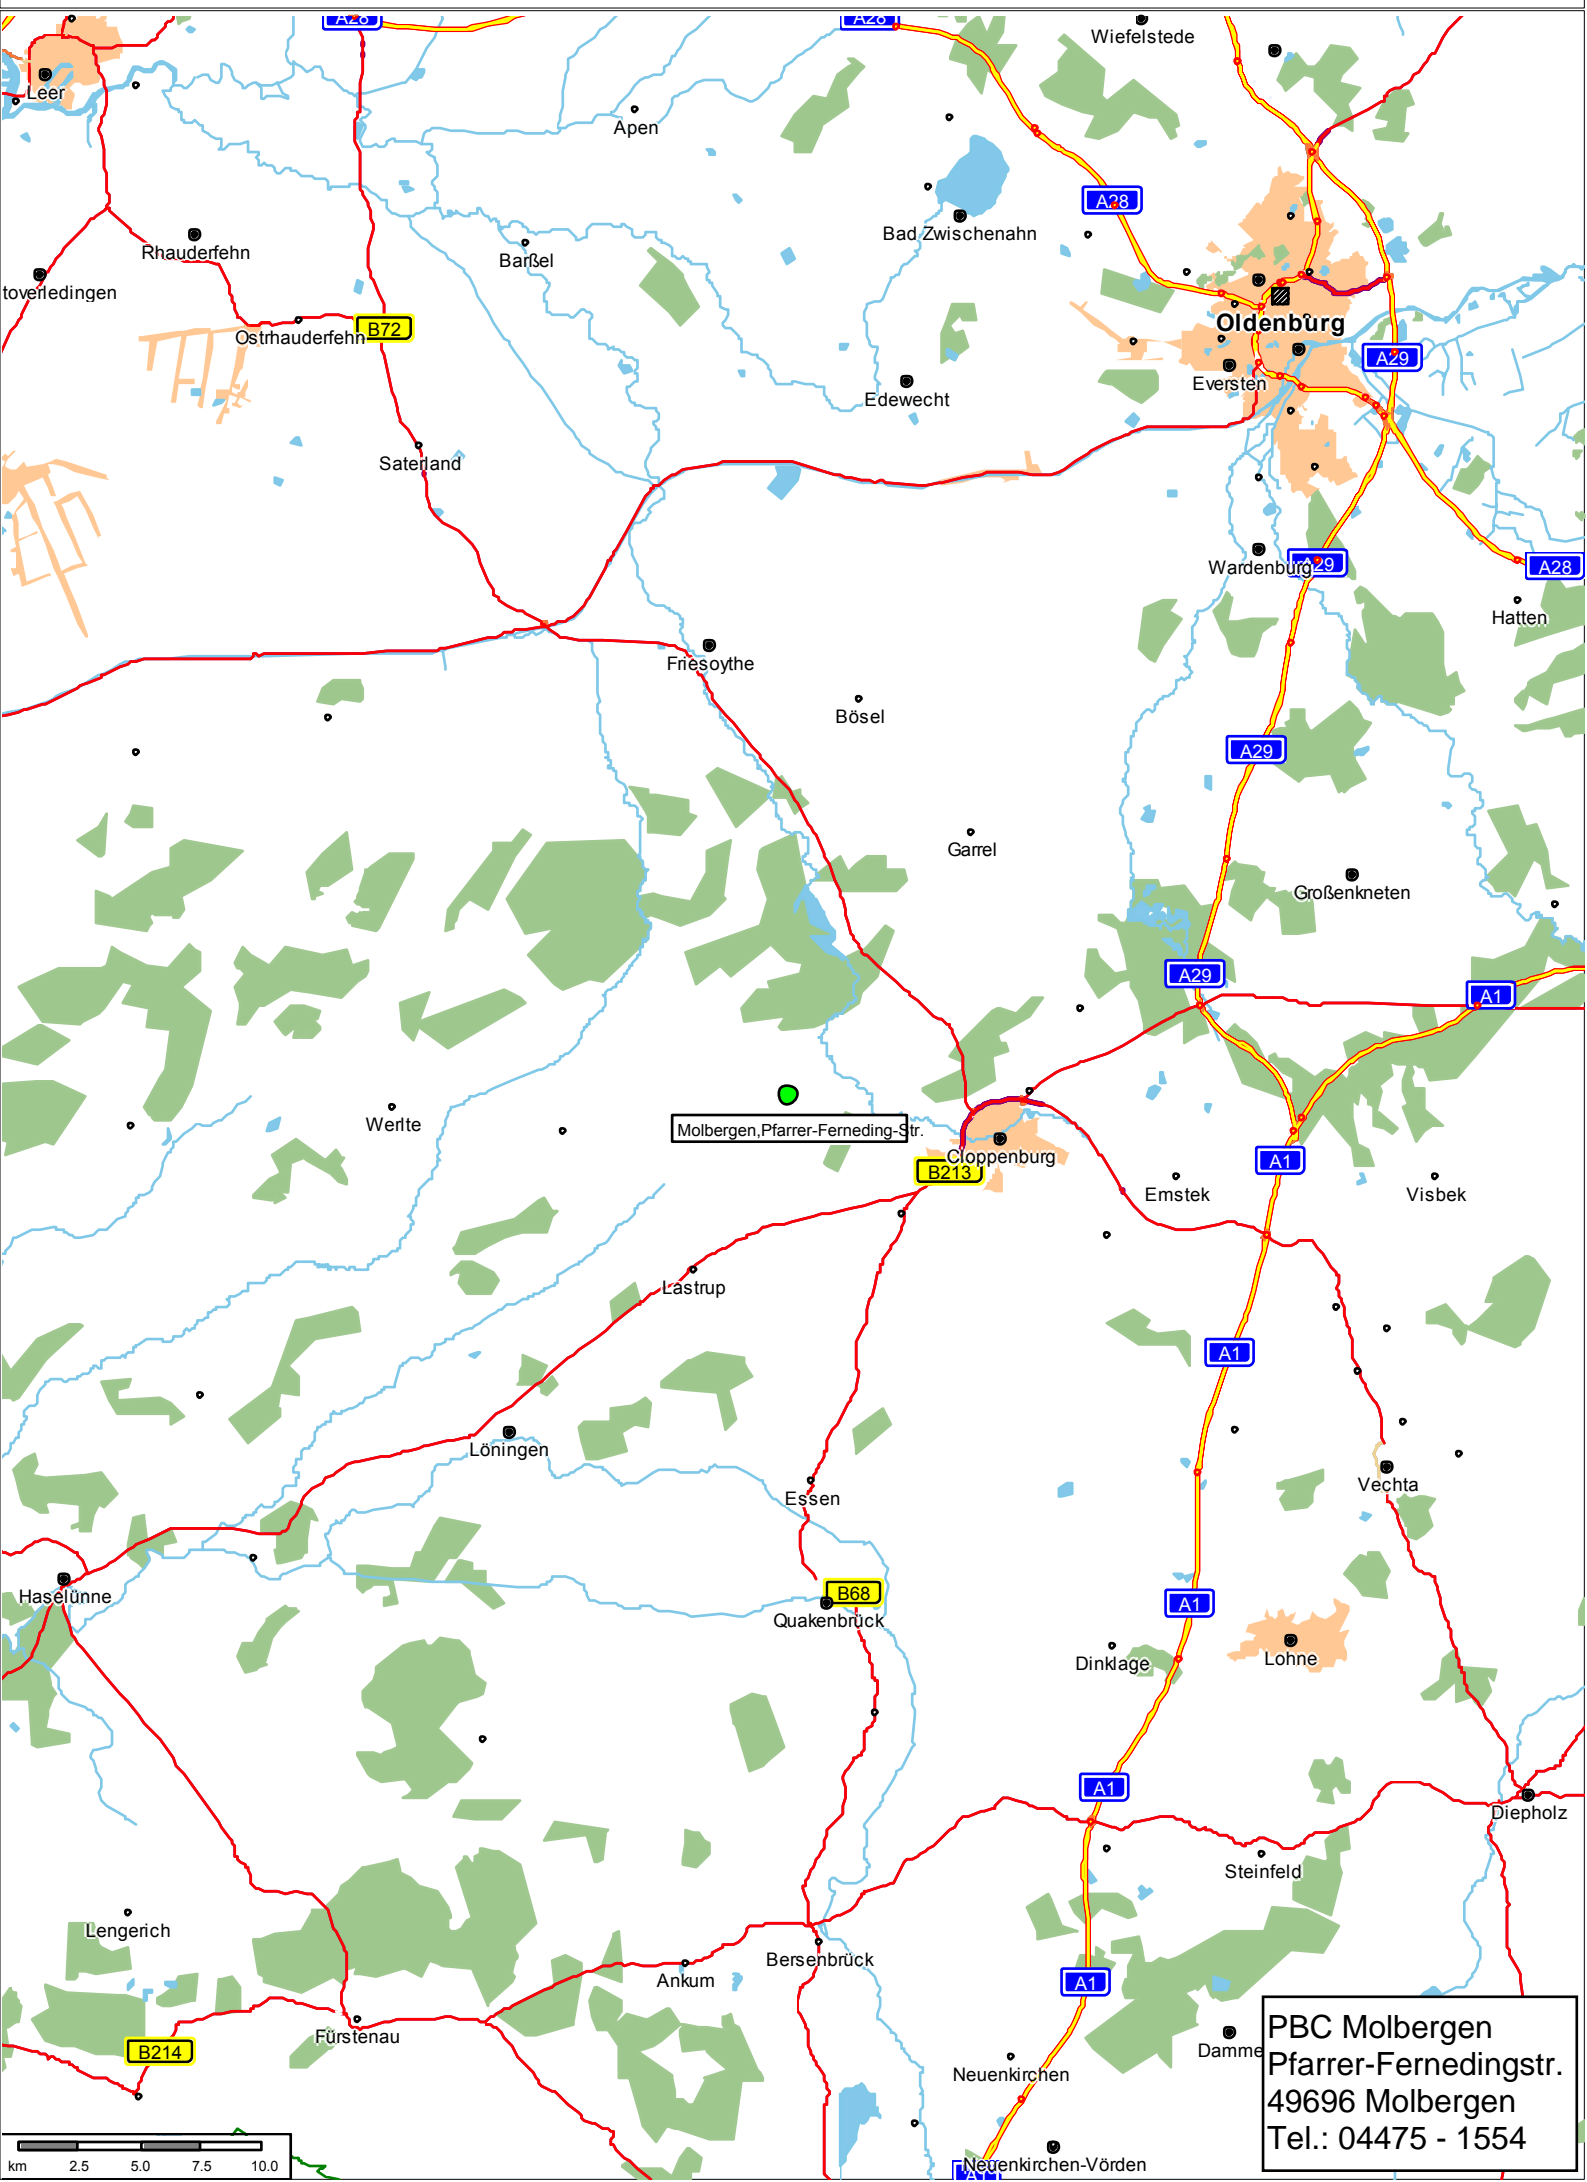 A28
A28
Wiefelstede
Leer
Apen
A28
Bad Zwischenahn
Rhauderfehn
Barßel
toverledingen
Oldenburg
B72
Ostrhauderfehn
A29
Eversten
Edewecht
Saterland
Wardenburg
A29
A28
Hatten
Friesoythe
Bösel
A29
Garrel
Großenkneten
A29
A1
Werlte
Molbergen,Pfarrer-Ferneding-Str.
Cloppenburg
B213
A1
Emstek
Visbek
Lastrup
A1
Löningen
Vechta
Essen
Haselünne
B68
A1
Quakenbrück
Dinklage
Lohne
A1
Diepholz
Steinfeld
Lengerich
Bersenbrück
Ankum
A1
Fürstenau
B214
Damme
Neuenkirchen
PBC Molbergen
Pfarrer-Fernedingstr.
49696 Molbergen
Tel.: 04475 - 1554
km 2.5 5.0 7.5 10.0
Neuenkirchen-Vörden
A1